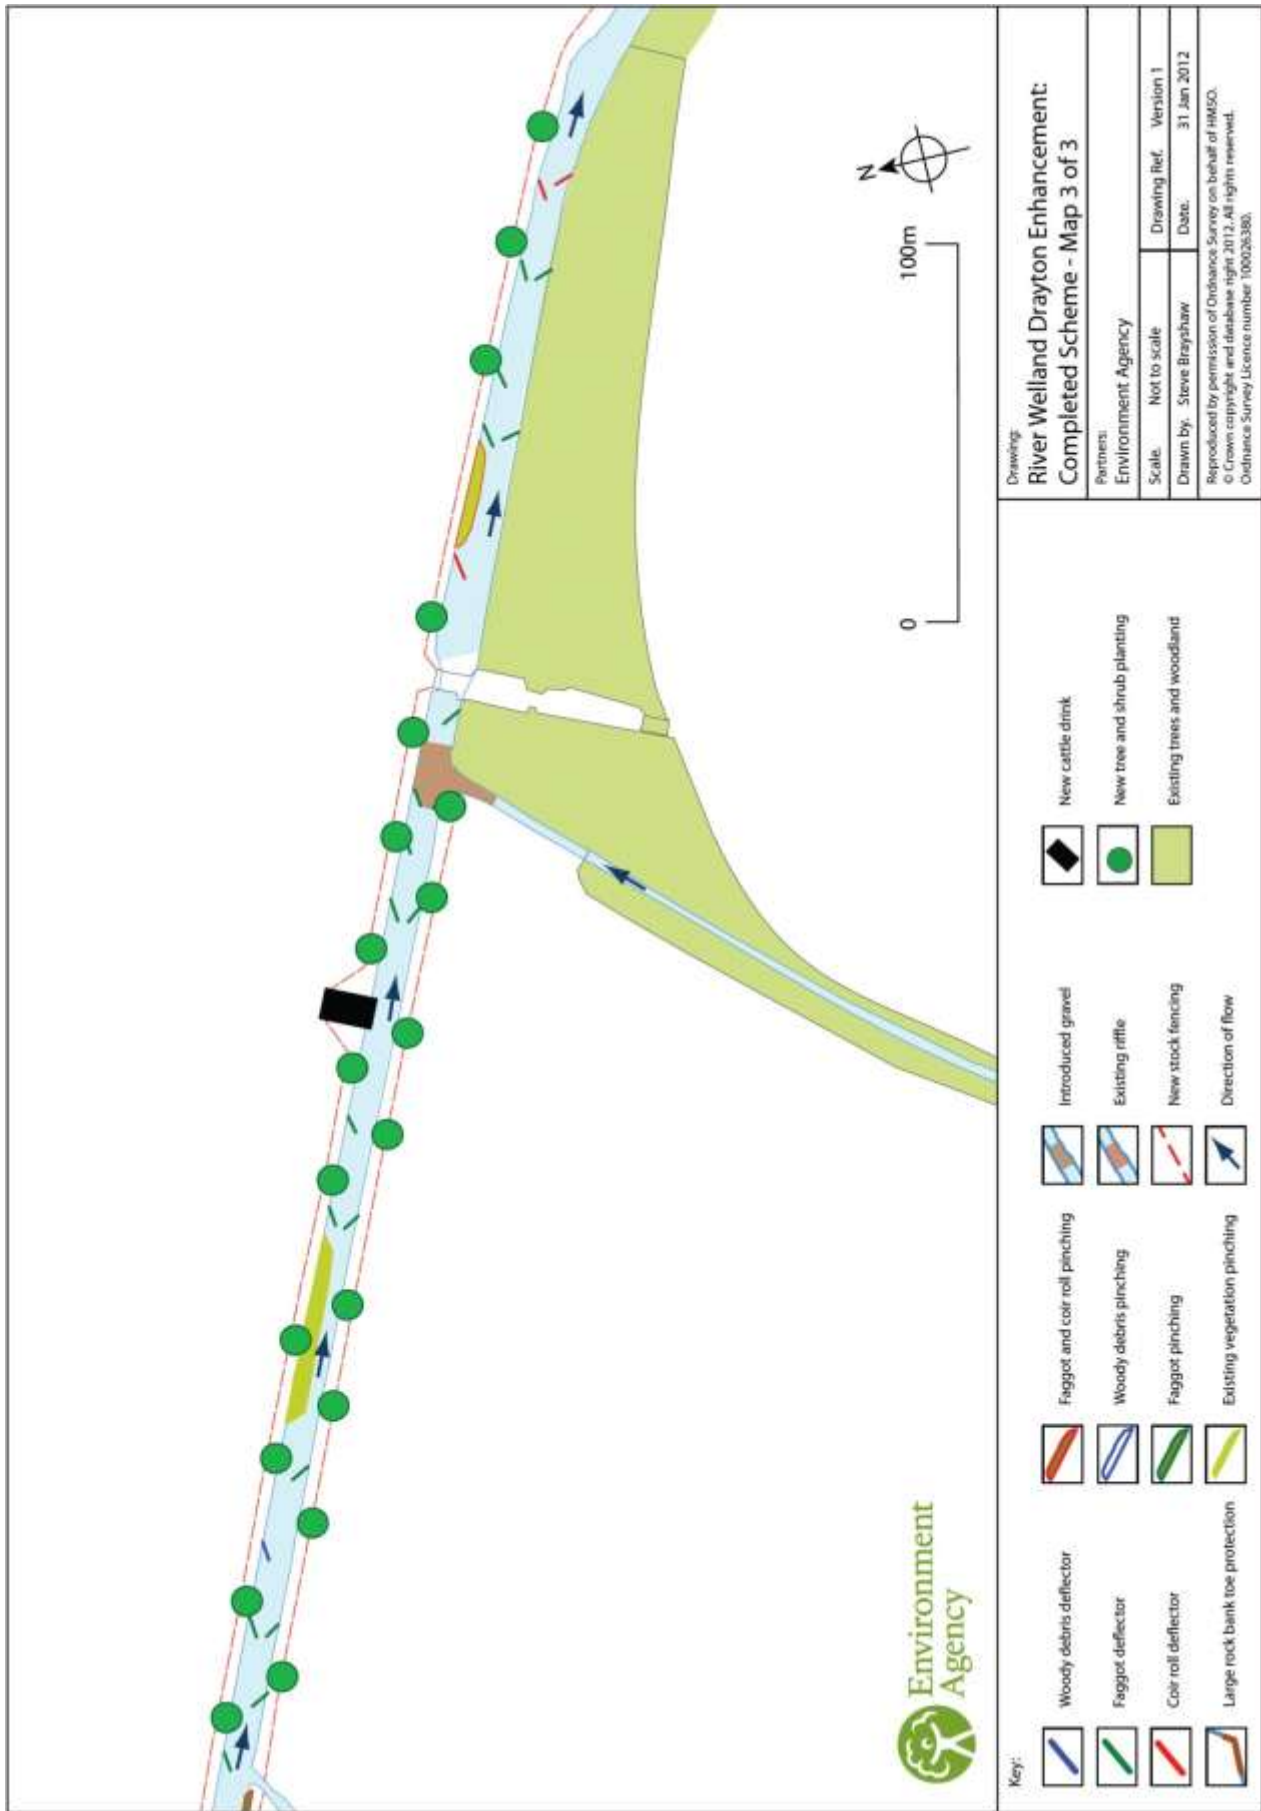 N
0
100m
Environment
Agency
Key:
Woody debris deflector
Faggot deflector
Coir roll deflector
Large rock bank toe protection
Faggot and coir roll pinching
Woody debris pinching
Faggot pinching
Existing vegetation pinching
Introduced gravel
Existing riffle
New stock fencing
Direction of flow
New cattle drink
New tree and shrub planting
Existing trees and woodland
Drawing:
River Welland Drayton Enhancement:
Completed Scheme - Map 3 of 3
Partners:
Environment Agency
Scale. Not to scale
Drawing Ref. Version 1
Drawn by. Steve Brayshaw
Date. 31 Jan 2012
Reproduced by permission of Ordnance Survey on behalf of HMSO.
© Crown copyright and database right 2012. All rights reserved.
Ordnance Survey Licence number 100026380.